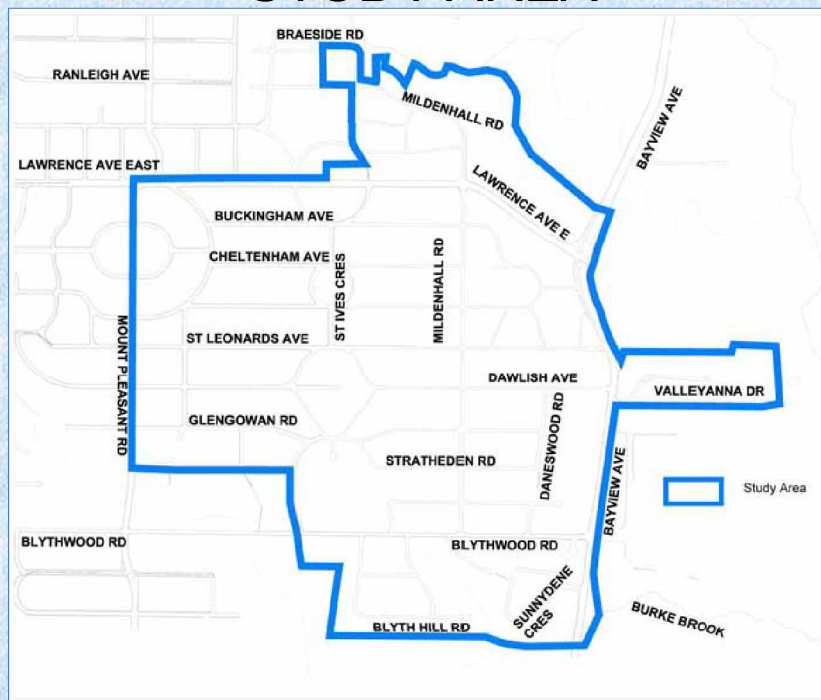 STUDY AREA
BRAESIDE RD
RANLEIGH AVE
MILDENHALL RD
BAYVIEW AVE
LAWRENCE AVE EAST
LAWRENCE AVE E
BUCKINGHAM AVE
CHELTENHAM AVE
ST IVES CRES
MILDENHALL RD
MOUNT PLEASANT RD
ST LEONARDS AVE
DAWLISH AVE
VALLEYANNA DR
GLENGOWAN RD
DANESWOOD RD
STRATHEDEN RD
BAYVIEW AVE
Study Area
BLYTHWOOD RD
BLYTHWOOD RD
SUNNYDENE
CRES
BURKE BROOK
BLYTH HILL RD